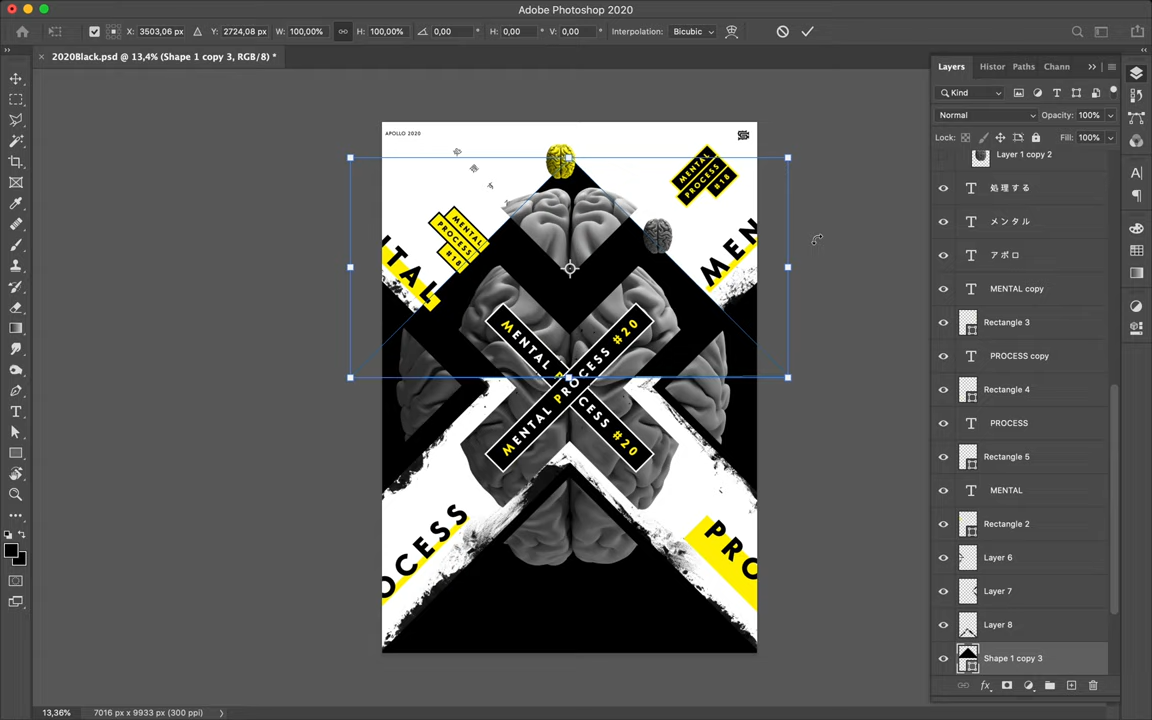 Adobe Photoshop 2020
X: 3503,06 px Y: 2724,08 px W: 100,00% H: 100,00% 0,00 H: 0,00 V: 0,00 Interpolation: Bicubic
2020Black.psd @ 13,4% (Shape 1 copy 3, RGB/8) *
Layers Histor Paths Chann
Kind
Normal Opacity: 100%
Lock: Fill: 100%
Layer 1 copy 2
処理する
メンタル
アポロ
MENTAL copy
Rectangle 3
PROCESS copy
Rectangle 4
PROCESS
Rectangle 5
MENTAL
Rectangle 2
Layer 6
Layer 7
Layer 8
Shape 1 copy 3
APOLLO 2020
MENTAL
PROCESS
#18
MENTAL
PROCESS
#18
TAL
MEN
MENTAL PROCESS #20
MENTAL PROCESS #20
OCESS
PRO
13,36% 7016 px x 9933 px (300 ppi)